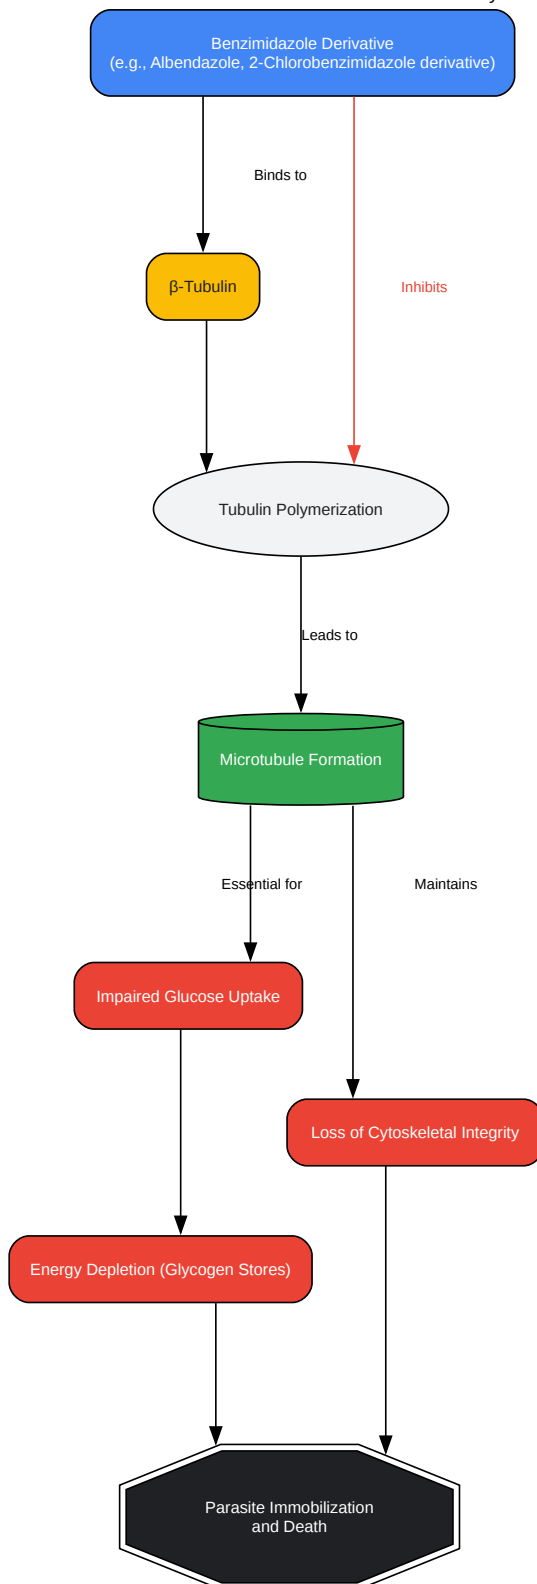 Benzimidazole Derivative
(e.g., Albendazole, 2-Chlorobenzimidazole derivative)
Binds to
β-Tubulin
Inhibits
Tubulin Polymerization
Leads to
Microtubule Formation
Essential for
Maintains
Impaired Glucose Uptake
Loss of Cytoskeletal Integrity
Energy Depletion (Glycogen Stores)
Parasite Immobilization
and Death